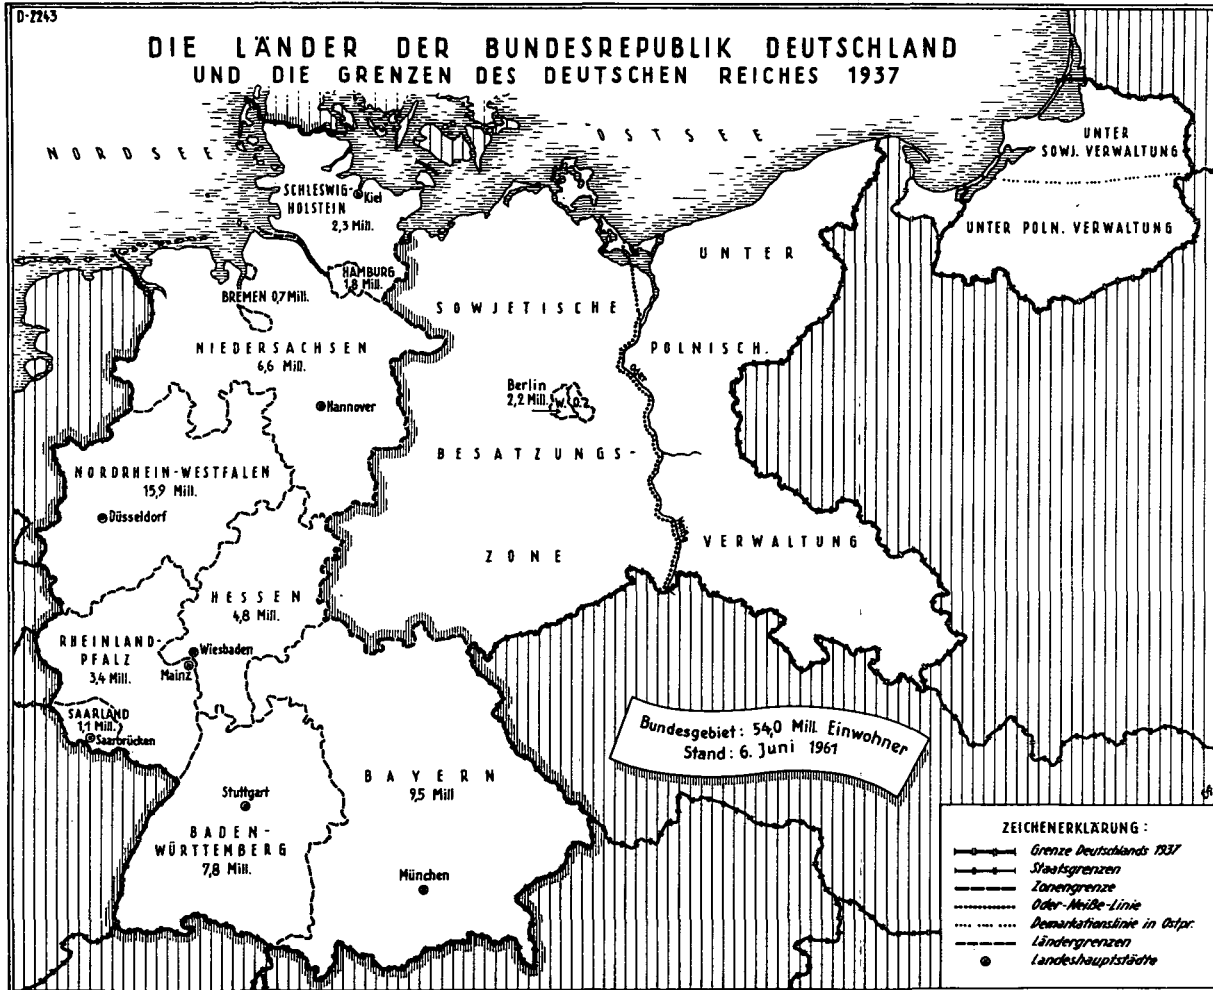 D-2243
DIE LÄNDER DER BUNDESREPUBLIK DEUTSCHLAND
UND DIE GRENZEN DES DEUTSCHEN REICHES 1937
NORDSEE
OSTSEE
UNTER
SOWJ. VERWALTUNG
UNTER POLN. VERWALTUNG
SCHLESWIG-
HOLSTEIN
Kiel
2,3 Mill.
HAMBURG
1,8 Mill.
BREMEN 0,7 Mill.
NIEDERSACHSEN
6,6 Mill.
Hannover
SOWJETISCHE
BESATZUNGS-
ZONE
Berlin
2,2 Mill.
W. O.Z.
Oder
UNTER
POLNISCH.
VERWALTUNG
NORDRHEIN-WESTFALEN
15,9 Mill.
Düsseldorf
HESSEN
4,8 Mill.
Wiesbaden
RHEINLAND-
PFALZ
3,4 Mill.
Mainz
SAARLAND
1,1 Mill.
Saarbrücken
Stuttgart
BADEN-
WÜRTTEMBERG
7,8 Mill.
BAYERN
9,5 Mill
München
Bundesgebiet: 54,0 Mill. Einwohner
Stand: 6. Juni 1961
ZEICHENERKLÄRUNG:
Grenze Deutschlands 1937
Staatsgrenzen
Zonengrenze
Oder-Neiße-Linie
Demarkationslinie in Ostpr.
Ländergrenzen
Landeshauptstädte